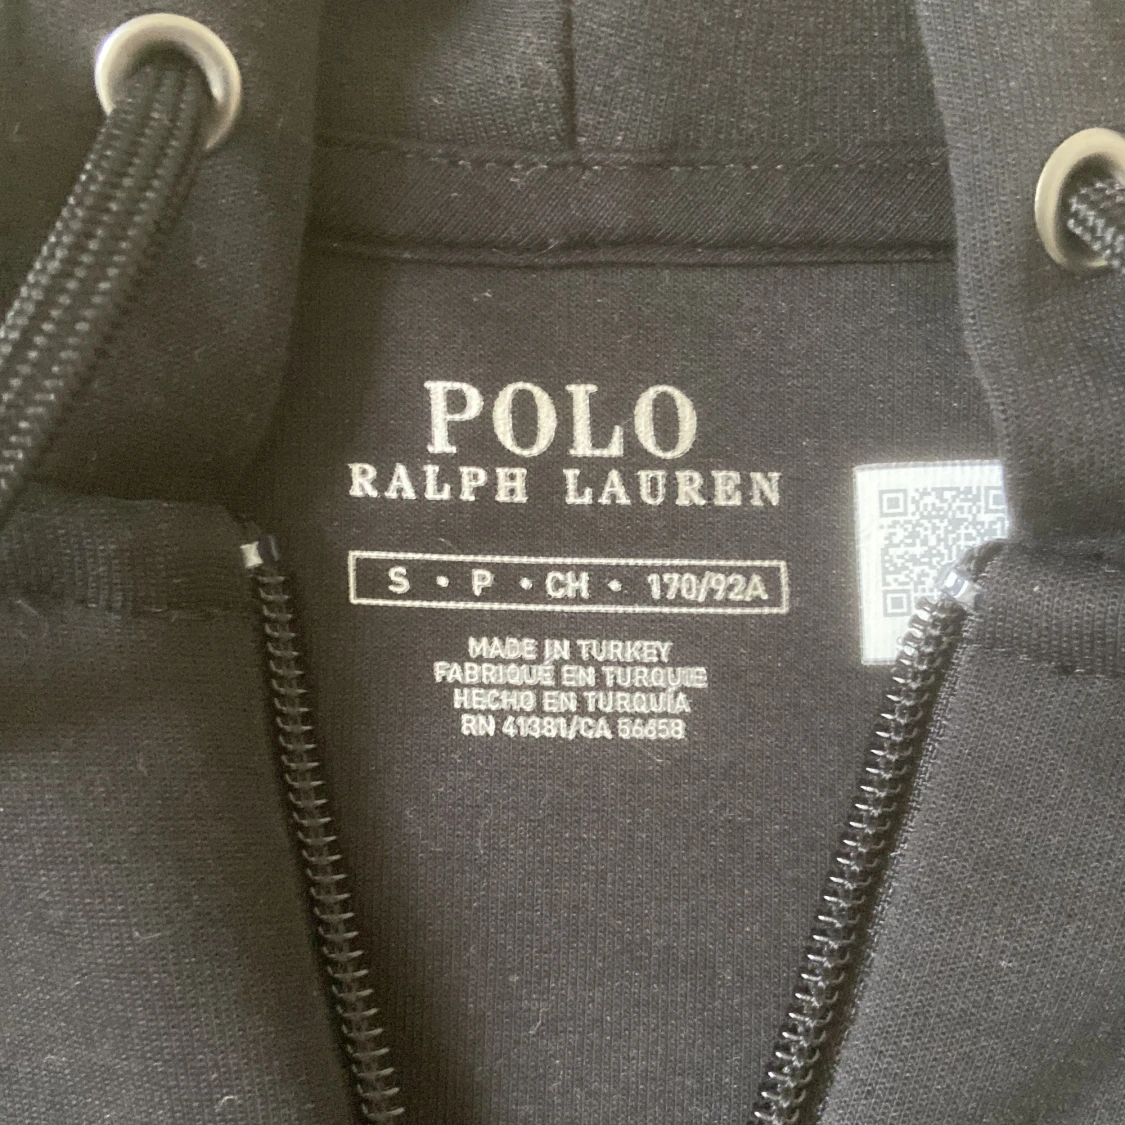 POLO
RALPH LAUREN
S • P • CH • 170/92A
MADE IN TURKEY
FABRIQUÉ EN TURQUIE
HECHO EN TURQUÍA
RN 41381/CA 56658